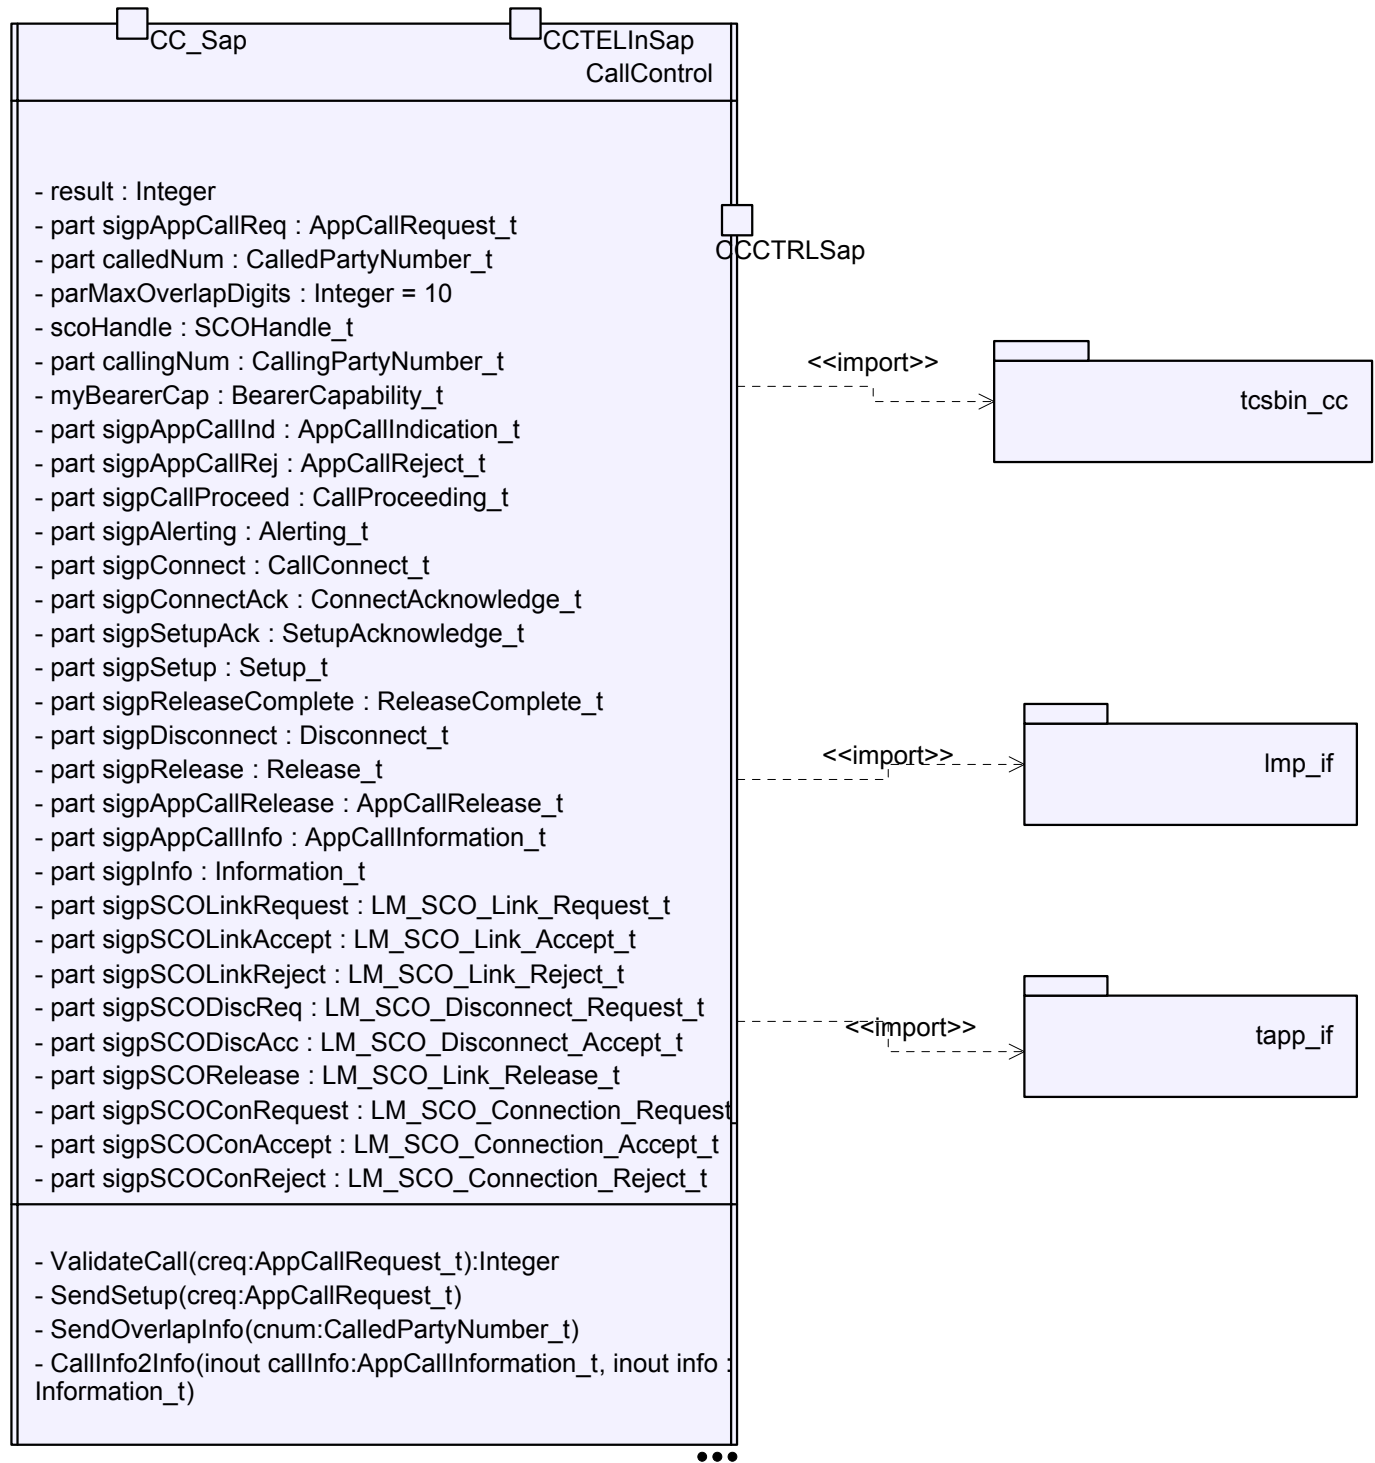 CC_Sap
CCTELInSap
CallControl
- result : Integer
- part sigpAppCallReq : AppCallRequest_t
- part calledNum : CalledPartyNumber_t
- parMaxOverlapDigits : Integer = 10
- scoHandle : SCOHandle_t
- part callingNum : CallingPartyNumber_t
- myBearerCap : BearerCapability_t
- part sigpAppCallInd : AppCallIndication_t
- part sigpAppCallRej : AppCallReject_t
- part sigpCallProceed : CallProceeding_t
- part sigpAlerting : Alerting_t
- part sigpConnect : CallConnect_t
- part sigpConnectAck : ConnectAcknowledge_t
- part sigpSetupAck : SetupAcknowledge_t
- part sigpSetup : Setup_t
- part sigpReleaseComplete : ReleaseComplete_t
- part sigpDisconnect : Disconnect_t
- part sigpRelease : Release_t
- part sigpAppCallRelease : AppCallRelease_t
- part sigpAppCallInfo : AppCallInformation_t
- part sigpInfo : Information_t
- part sigpSCOLinkRequest : LM_SCO_Link_Request_t
- part sigpSCOLinkAccept : LM_SCO_Link_Accept_t
- part sigpSCOLinkReject : LM_SCO_Link_Reject_t
- part sigpSCODiscReq : LM_SCO_Disconnect_Request_t
- part sigpSCODiscAcc : LM_SCO_Disconnect_Accept_t
- part sigpSCORelease : LM_SCO_Link_Release_t
- part sigpSCOConRequest : LM_SCO_Connection_Request_
- part sigpSCOConAccept : LM_SCO_Connection_Accept_t
- part sigpSCOConReject : LM_SCO_Connection_Reject_t
- ValidateCall(creq:AppCallRequest_t):Integer
- SendSetup(creq:AppCallRequest_t)
- SendOverlapInfo(cnum:CalledPartyNumber_t)
- CallInfo2Info(inout callInfo:AppCallInformation_t, inout info :
Information_t)
CCCTRLSap
<<import>>
tcsbin_cc
<<import>>
lmp_if
<<import>>
tapp_if